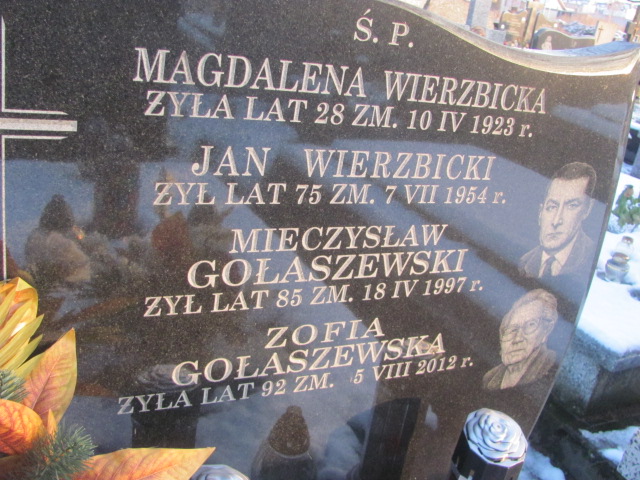 Ś. P.
MAGDALENA WIERZBICKA
ŻYŁA LAT 28 ZM. 10 IV 1923 r.
JAN WIERZBICKI
ŻYŁ LAT 75 ZM. 7 VII 1954 r.
MIECZYSŁAW
GOŁASZEWSKI
ŻYŁ LAT 85 ZM. 18 IV 1997 r.
ZOFIA
GOŁASZEWSKA
ŻYŁA LAT 92 ZM. 5 VIII 2012 r.